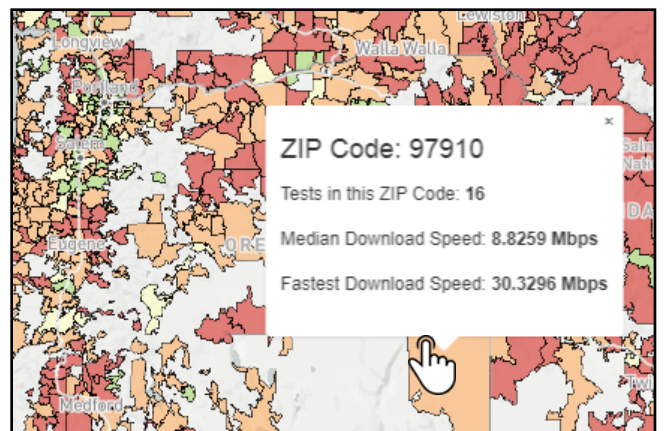 Lewiston
Longview
Walla Walla
Portland
×
ZIP Code: 97910
Salem
Tests in this ZIP Code: 16
Median Download Speed: 8.8259 Mbps
Eugene
ORE
Fastest Download Speed: 30.3296 Mbps
Medford